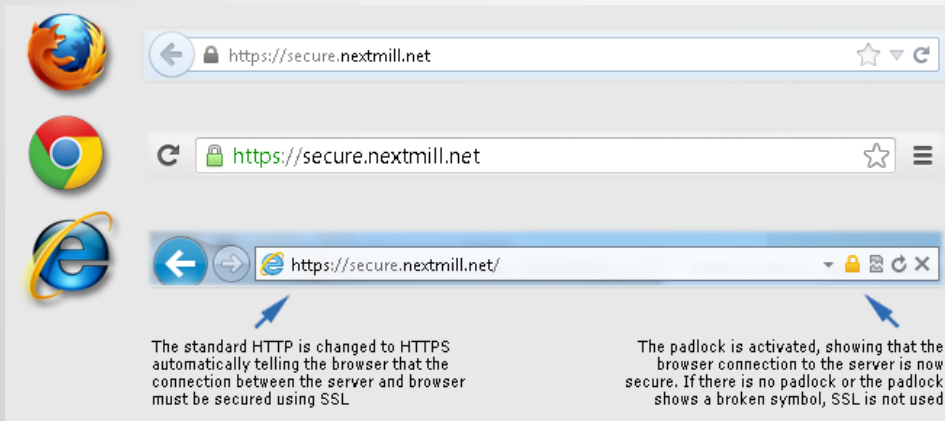 https://secure.nextmill.net
https://secure.nextmill.net
https://secure.nextmill.net/
The standard HTTP is changed to HTTPS
automatically telling the browser that the
connection between the server and browser
must be secured using SSL
The padlock is activated, showing that the
browser connection to the server is now
secure. If there is no padlock or the padlock
shows a broken symbol, SSL is not used